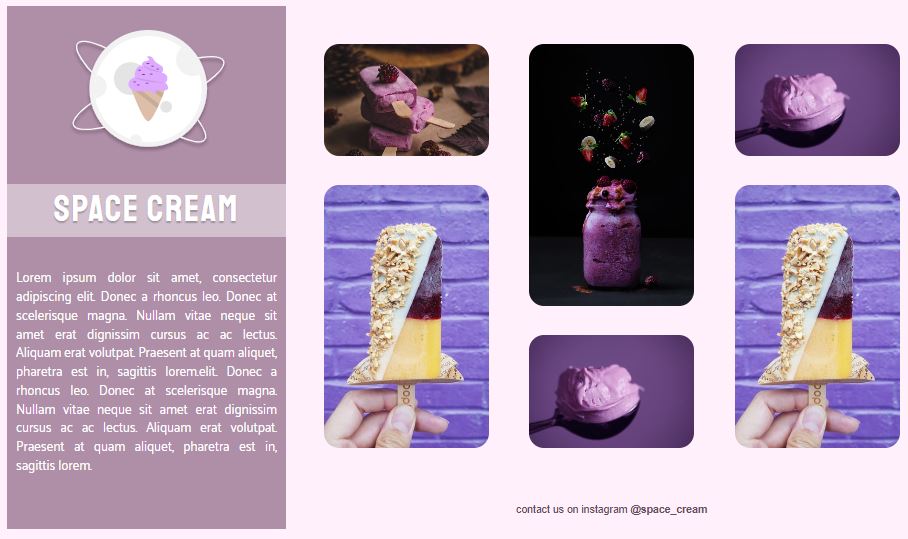 SPACE CREAM
Lorem ipsum dolor sit amet, consectetur
adipiscing elit. Donec a rhoncus leo. Donec at
scelerisque magna. Nullam vitae neque sit
amet erat dignissim cursus ac ac lectus.
Aliquam erat volutpat. Praesent at quam aliquet,
pharetra est in, sagittis lorem.elit. Donec a
rhoncus leo. Donec at scelerisque magna.
Nullam vitae neque sit amet erat dignissim
cursus ac ac lectus. Aliquam erat volutpat.
Praesent at quam aliquet, pharetra est in,
sagittis lorem.
contact us on instagram @space_cream